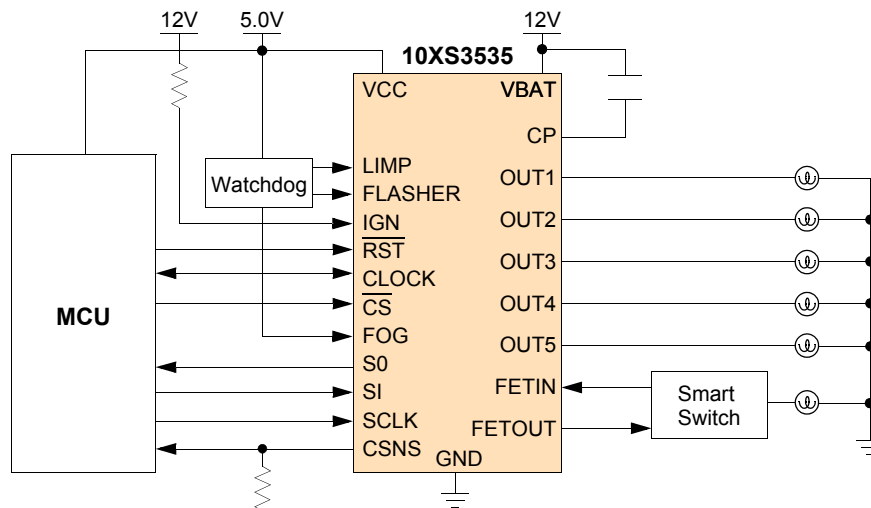 12V 5.0V 12V
10XS3535
VCC VBAT
CP
LIMP
Watchdog
FLASHER
IGN
RST
CLOCK
CS
FOG
S0
SI
SCLK
CSNS
GND
OUT1
OUT2
OUT3
OUT4
OUT5
FETIN
FETOUT
MCU
Smart
Switch